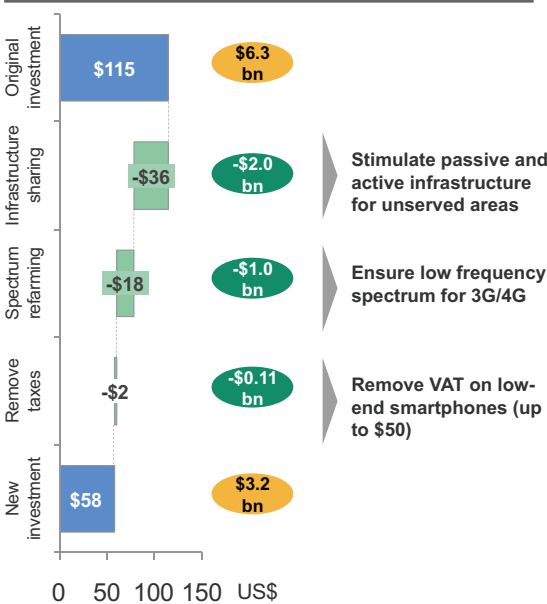 Original
investment
$115
$6.3
bn
Infrastructure
sharing
-$36
-$2.0
bn
Stimulate passive and
active infrastructure
for unserved areas
Spectrum
refarming
-$18
-$1.0
bn
Ensure low frequency
spectrum for 3G/4G
Remove
taxes
-$2
-$0.11
bn
Remove VAT on low-
end smartphones (up
to $50)
New
investment
$58
$3.2
bn
0 50 100 150 US$